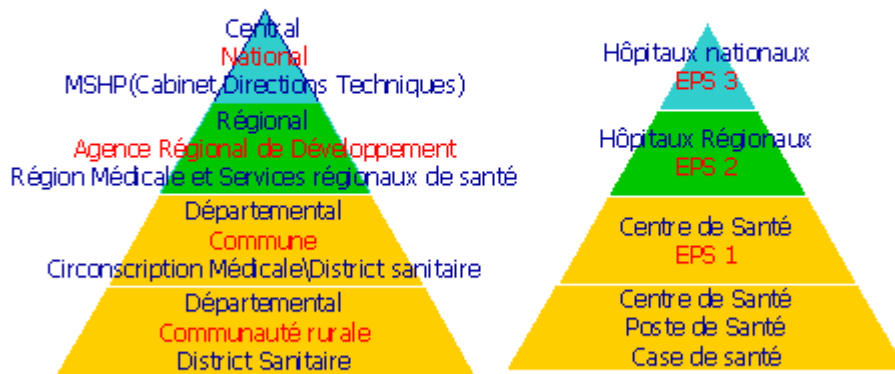 Central
National
MSHP(Cabinet,Directions Techniques)
Régional
Agence Régional de Développement
Région Médicale et Services régionaux de santé
Départemental
Commune
Circonscription Médicale\District sanitaire
Départemental
Communauté rurale
District Sanitaire
Hôpitaux nationaux
EPS 3
Hôpitaux Régionaux
EPS 2
Centre de Santé
EPS 1
Centre de Santé
Poste de Santé
Case de santé